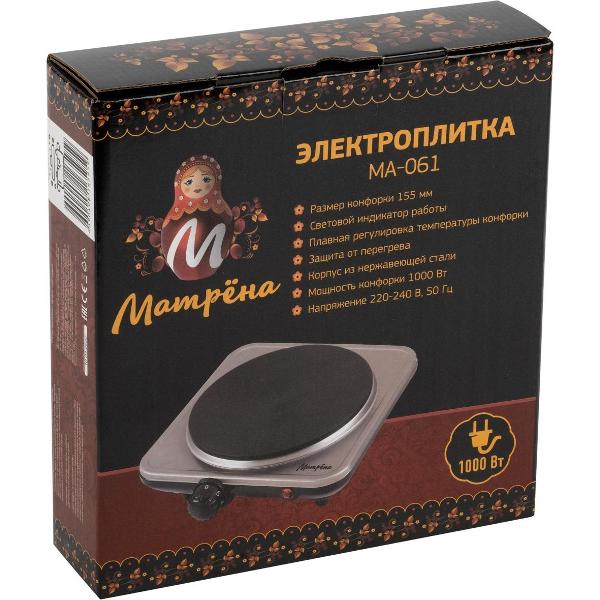 ЭЛЕКТРОПЛИТКА
МА-061
М
Матрёна
Размер конфорки 155 мм
Световой индикатор работы
Плавная регулировка температуры конфорки
Защита от перегрева
Корпус из нержавеющей стали
Мощность конфорки 1000 Вт
Напряжение 220-240 В, 50 Гц
Матрёна
1000 Вт